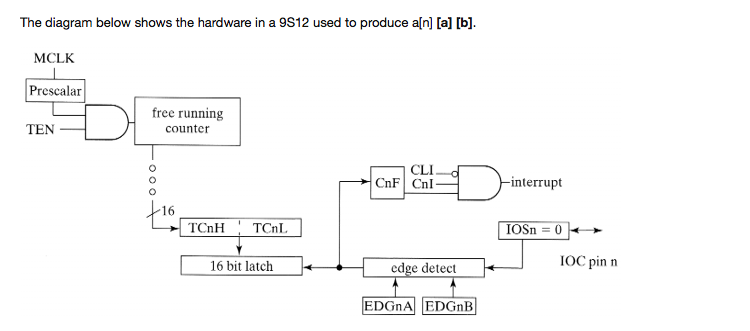 The diagram below shows the hardware in a 9S12 used to produce a[n] [a] [b].
MCLK
Prescalar
TEN
free running
counter
16
TCnH TCnL
16 bit latch
CnF
CLI
CnI
interrupt
IOSn = 0
IOC pin n
edge detect
EDGnA EDGnB